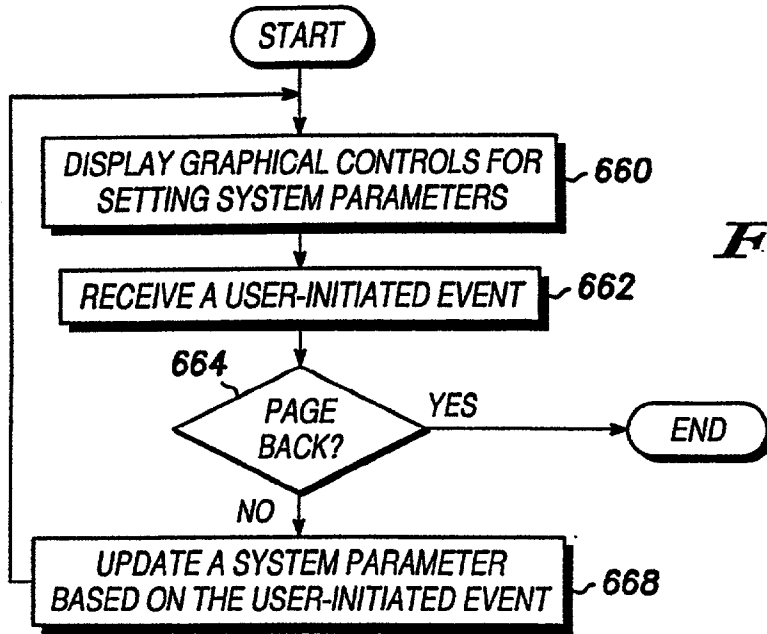 START
DISPLAY GRAPHICAL CONTROLS FOR
SETTING SYSTEM PARAMETERS
660
RECEIVE A USER-INITIATED EVENT
662
664
PAGE
BACK?
YES
END
NO
UPDATE A SYSTEM PARAMETER
BASED ON THE USER-INITIATED EVENT
668
F